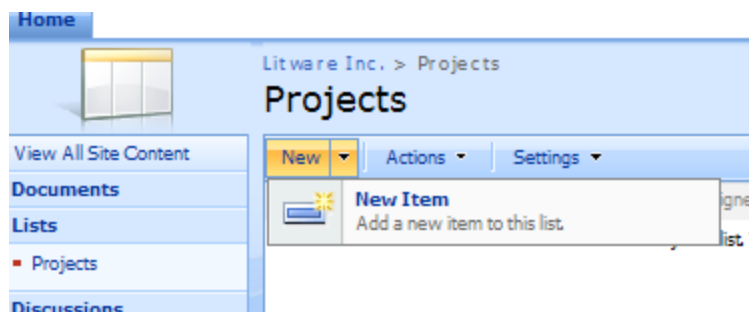 Home
Litware Inc. > Projects
Projects
View All Site Content
New Actions Settings
Documents
New Item
Add a new item to this list.
Lists
list.
Projects
Discussions